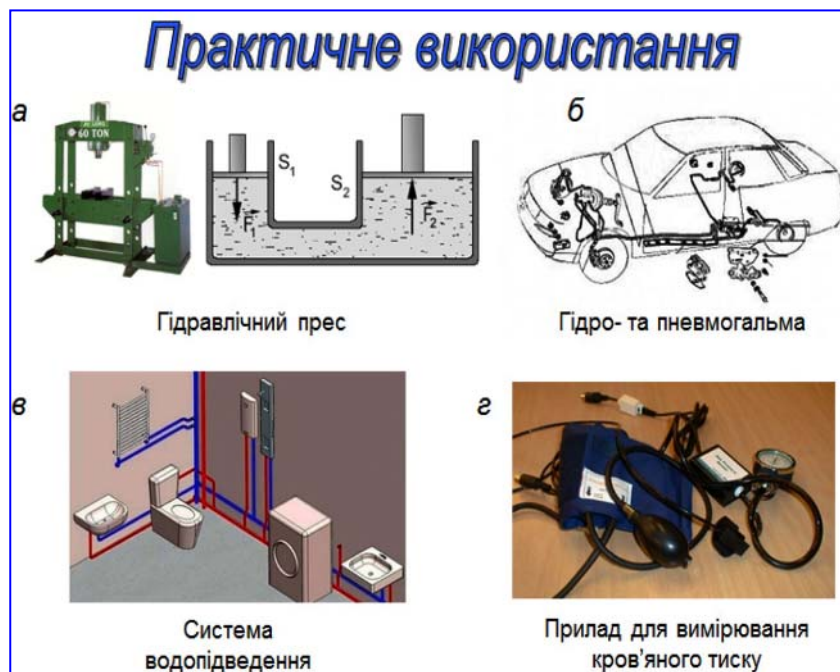 Практичне використання
а
60 TON
S1
S2
F1
F2
б
Гідравлічний прес
Гідро- та пневмогальма
в
г
Система
водопідведення
Прилад для вимірювання
кров’яного тиску